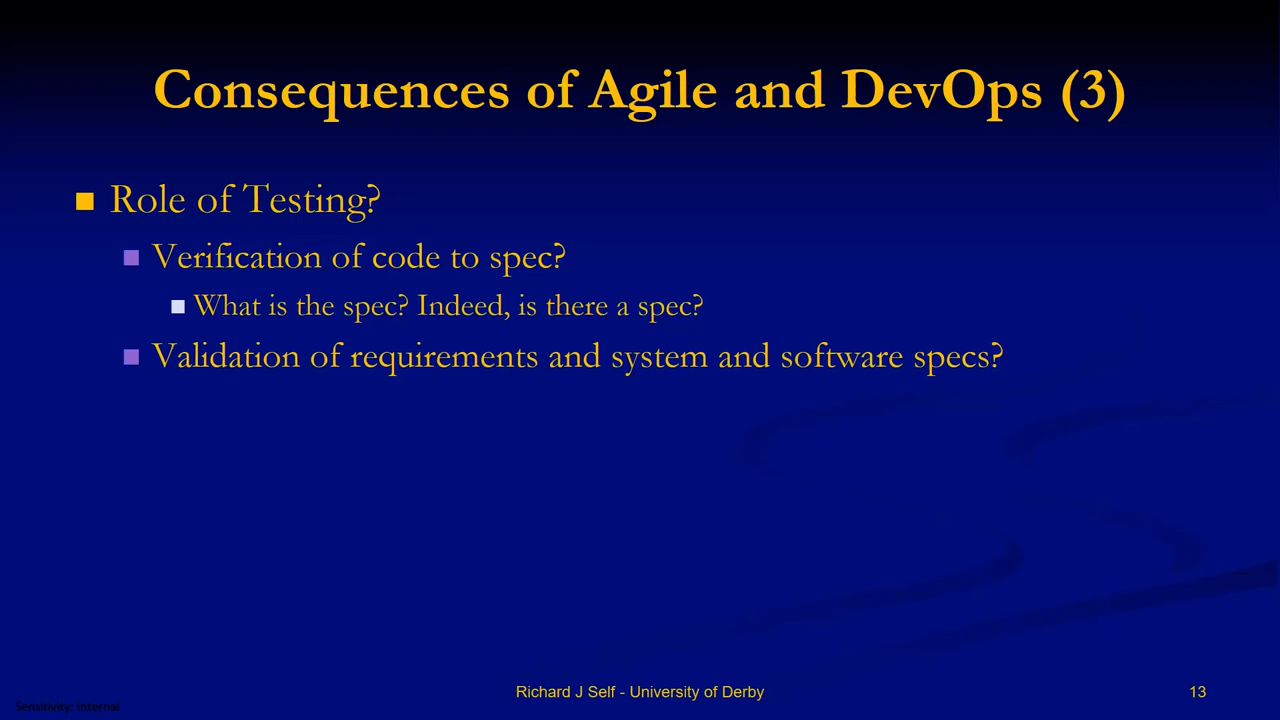 Consequences of Agile and DevOps (3)
Role of Testing?
Verification of code to spec?
What is the spec? Indeed, is there a spec?
Validation of requirements and system and software specs?
Richard J Self - University of Derby
13
Sensitivity: Internal